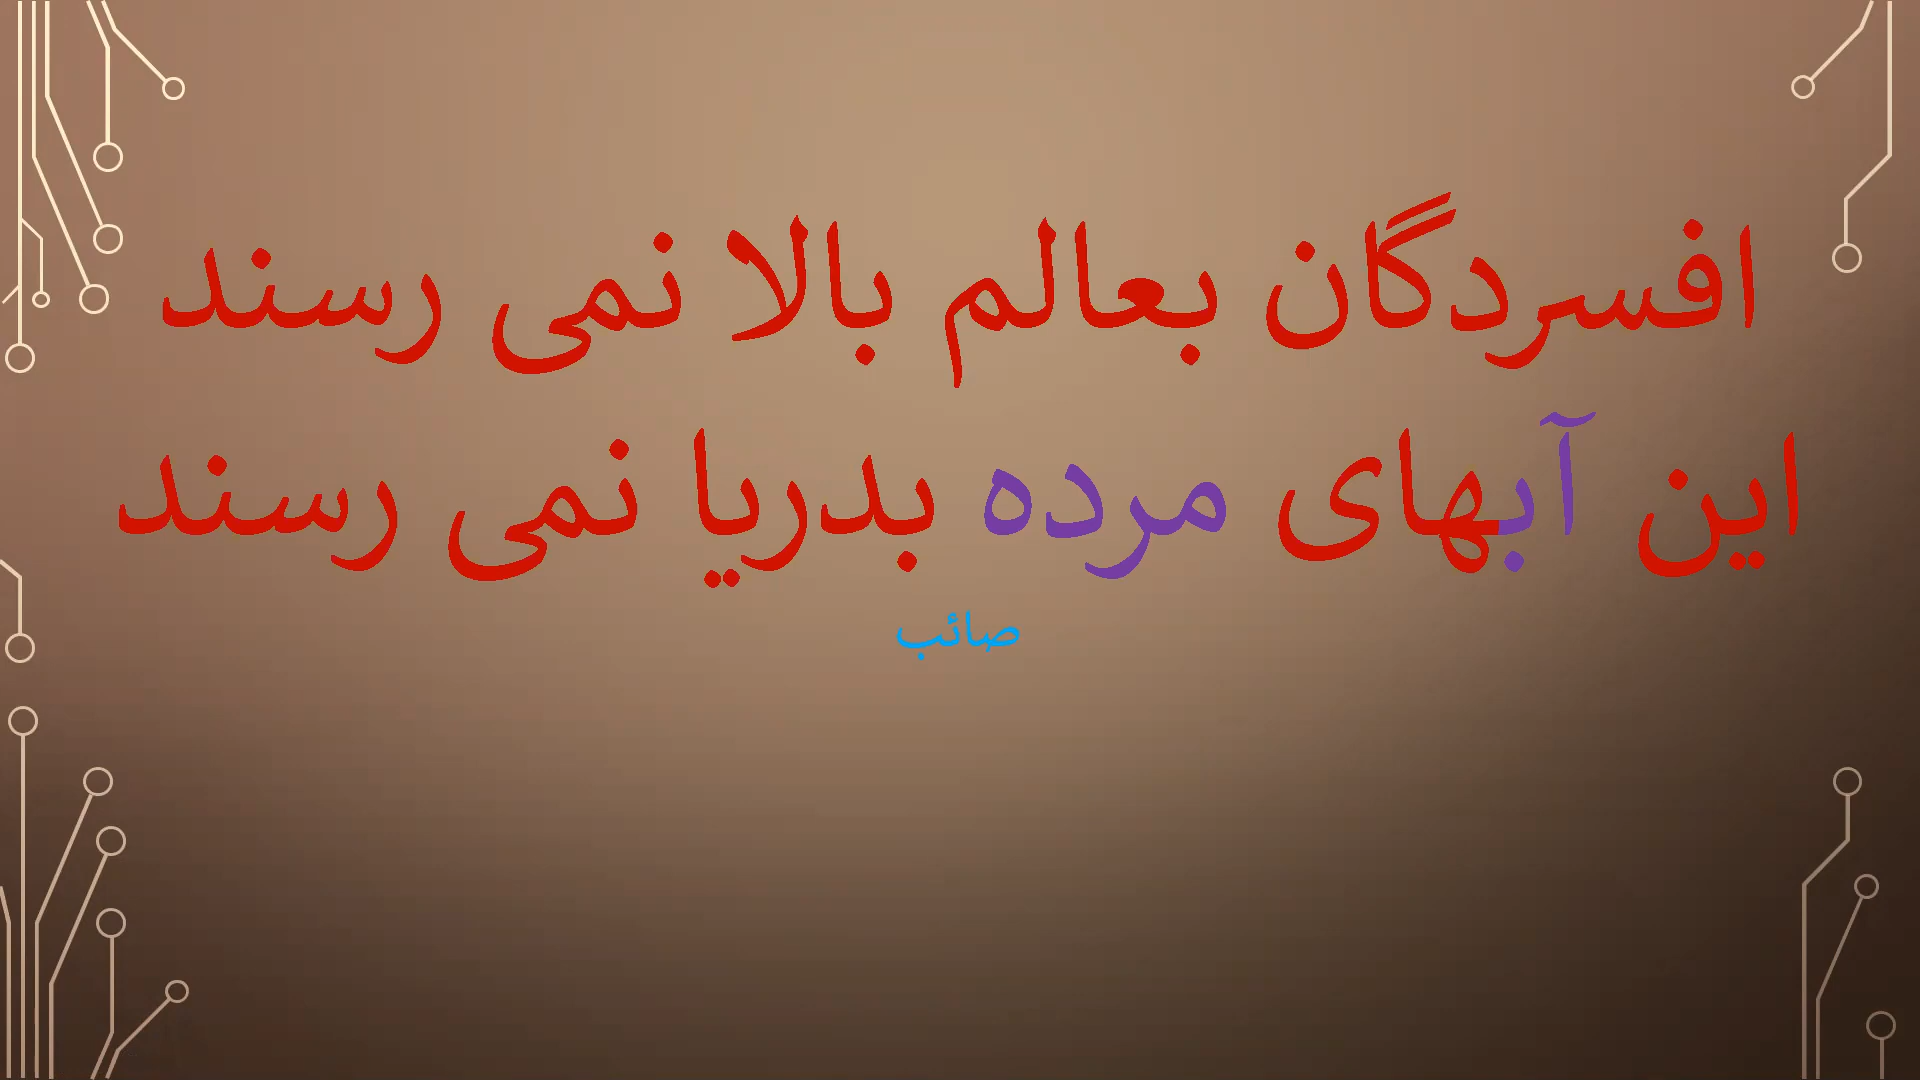 افسردگان بعالم بالا نمی رسند
این آبهای مرده بدریا نمی رسند
صائب